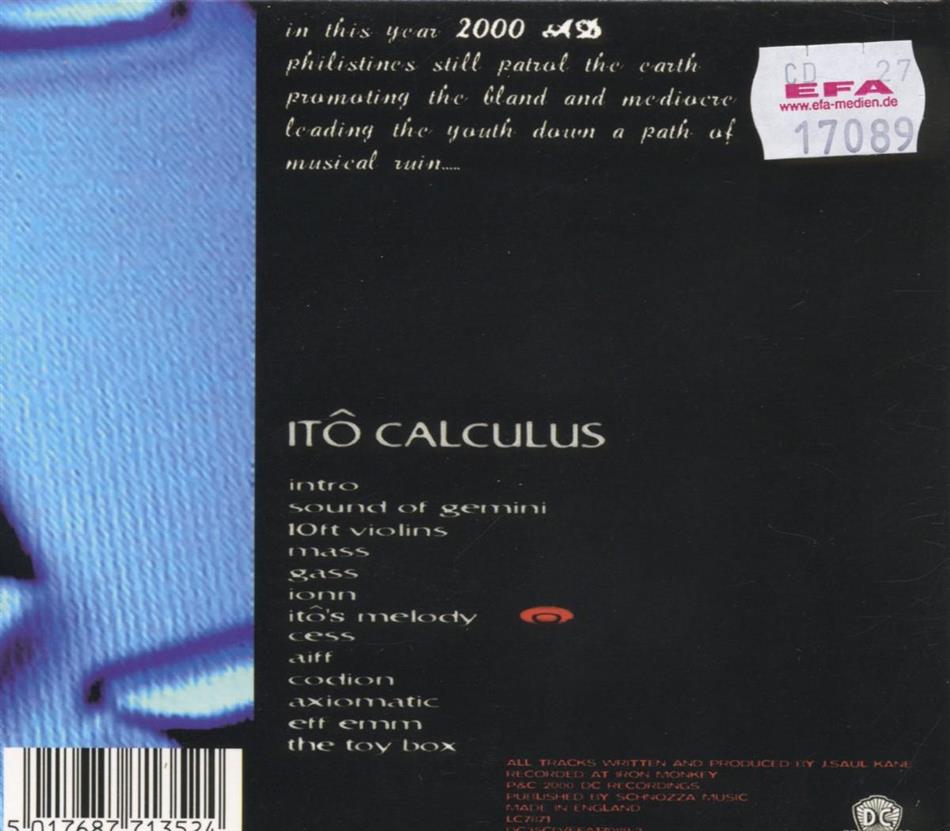 in this year 2000 AD
philistines still patrol the earth
promoting the bland and mediocre
leading the youth down a path of
musical ruin.....
CD 27
EFA
www.efa-medien.de
17089
ITÔ CALCULUS
intro
sound of gemini
10ft violins
mass
gass
ionn
itô's melody
cess
aiff
codion
axiomatic
eff emm
the toy box
ALL TRACKS WRITTEN AND PRODUCED BY J.SAUL KANE
RECORDED AT IRON MONKEY
P&C 2000 DC RECORDINGS
PUBLISHED BY SCHNOZZA MUSIC
MADE IN ENGLAND
LC7871
DC
5 017687 713524